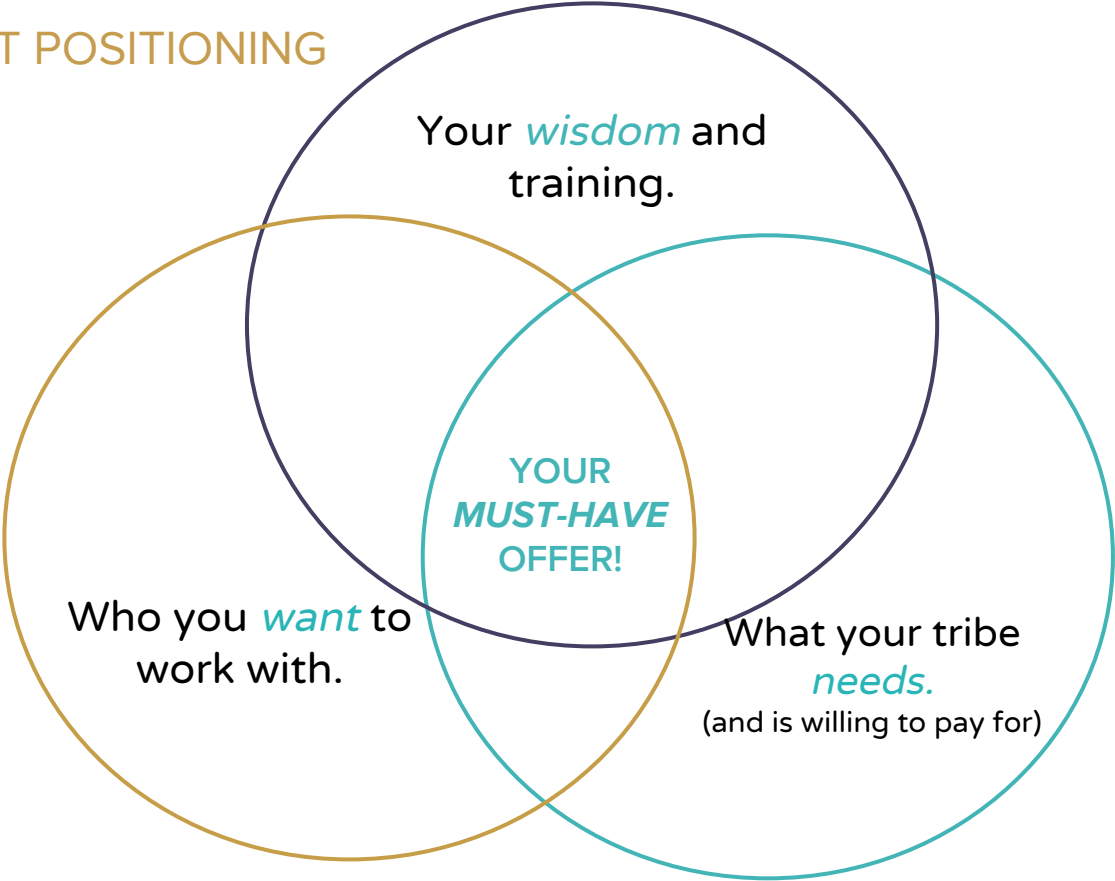 T POSITIONING
Your wisdom and
training.
YOUR
MUST-HAVE
OFFER!
Who you want to
work with.
What your tribe
needs.
(and is willing to pay for)